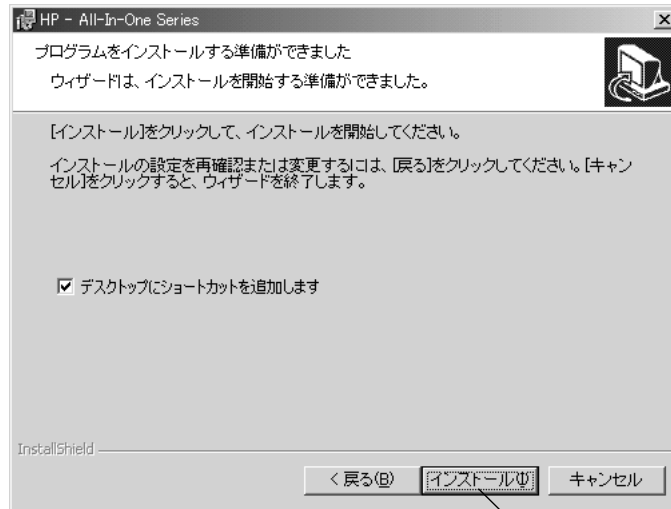 HP - All-In-One Series
プログラムをインストールする準備ができました
ウィザードは、インストールを開始する準備ができました。
[インストール]をクリックして、インストールを開始してください。
インストールの設定を再確認または変更するには、[戻る]をクリックしてください。[キャン
セル]をクリックすると、ウィザードを終了します。
デスクトップにショートカットを追加します
InstallShield
< 戻る(B) インストール(I) キャンセル